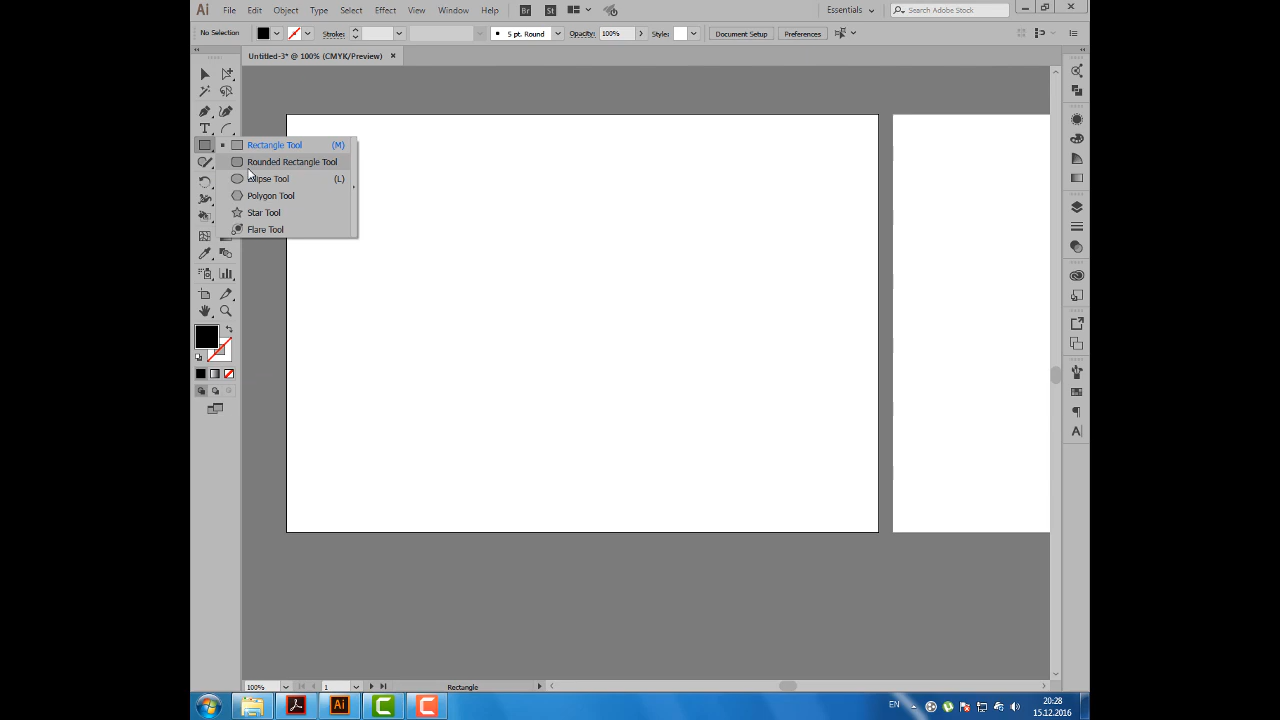 Ai File Edit Object Type Select Effect View Window Help Br St Essentials Search Adobe Stock
No Selection Stroke: 5 pt. Round Opacity: 100% Style: Document Setup Preferences
Untitled-3* @ 100% (CMYK/Preview) ×
T
Rectangle Tool (M)
Rounded Rectangle Tool
Ellipse Tool (L)
Polygon Tool
Star Tool
Flare Tool
A
100% 1 Rectangle
Ai C C EN 20:28
15.12.2016